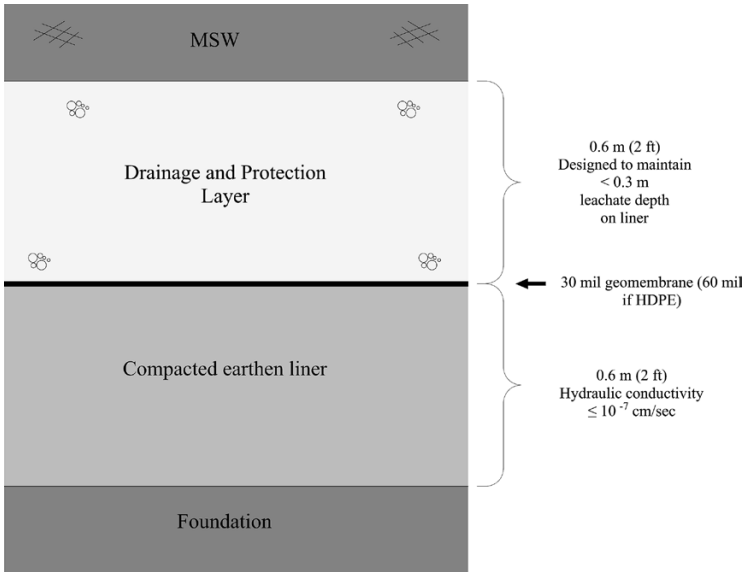 MSW
Drainage and Protection
Layer
0.6 m (2 ft)
Designed to maintain
< 0.3 m
leachate depth
on liner
30 mil geomembrane (60 mil
if HDPE)
Compacted earthen liner
0.6 m (2 ft)
Hydraulic conductivity
≤ 10 -7 cm/sec
Foundation